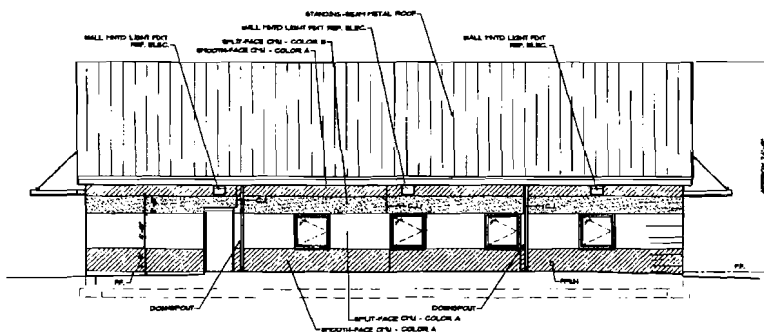 STANDING-SEAM METAL ROOF
WALL MNTD LIGHT FIXT
REF. ELEC.
WALL MNTD LIGHT FIXT REF. ELEC.
SPLIT-FACE CMU - COLOR B
SMOOTH-FACE CMU - COLOR A
WALL MNTD LIGHT FIXT
REF. ELEC.
F.F.
F.F.
DOWNSPOUT
DOWNSPOUT
SPLIT-FACE CMU - COLOR A
SMOOTH-FACE CMU - COLOR A